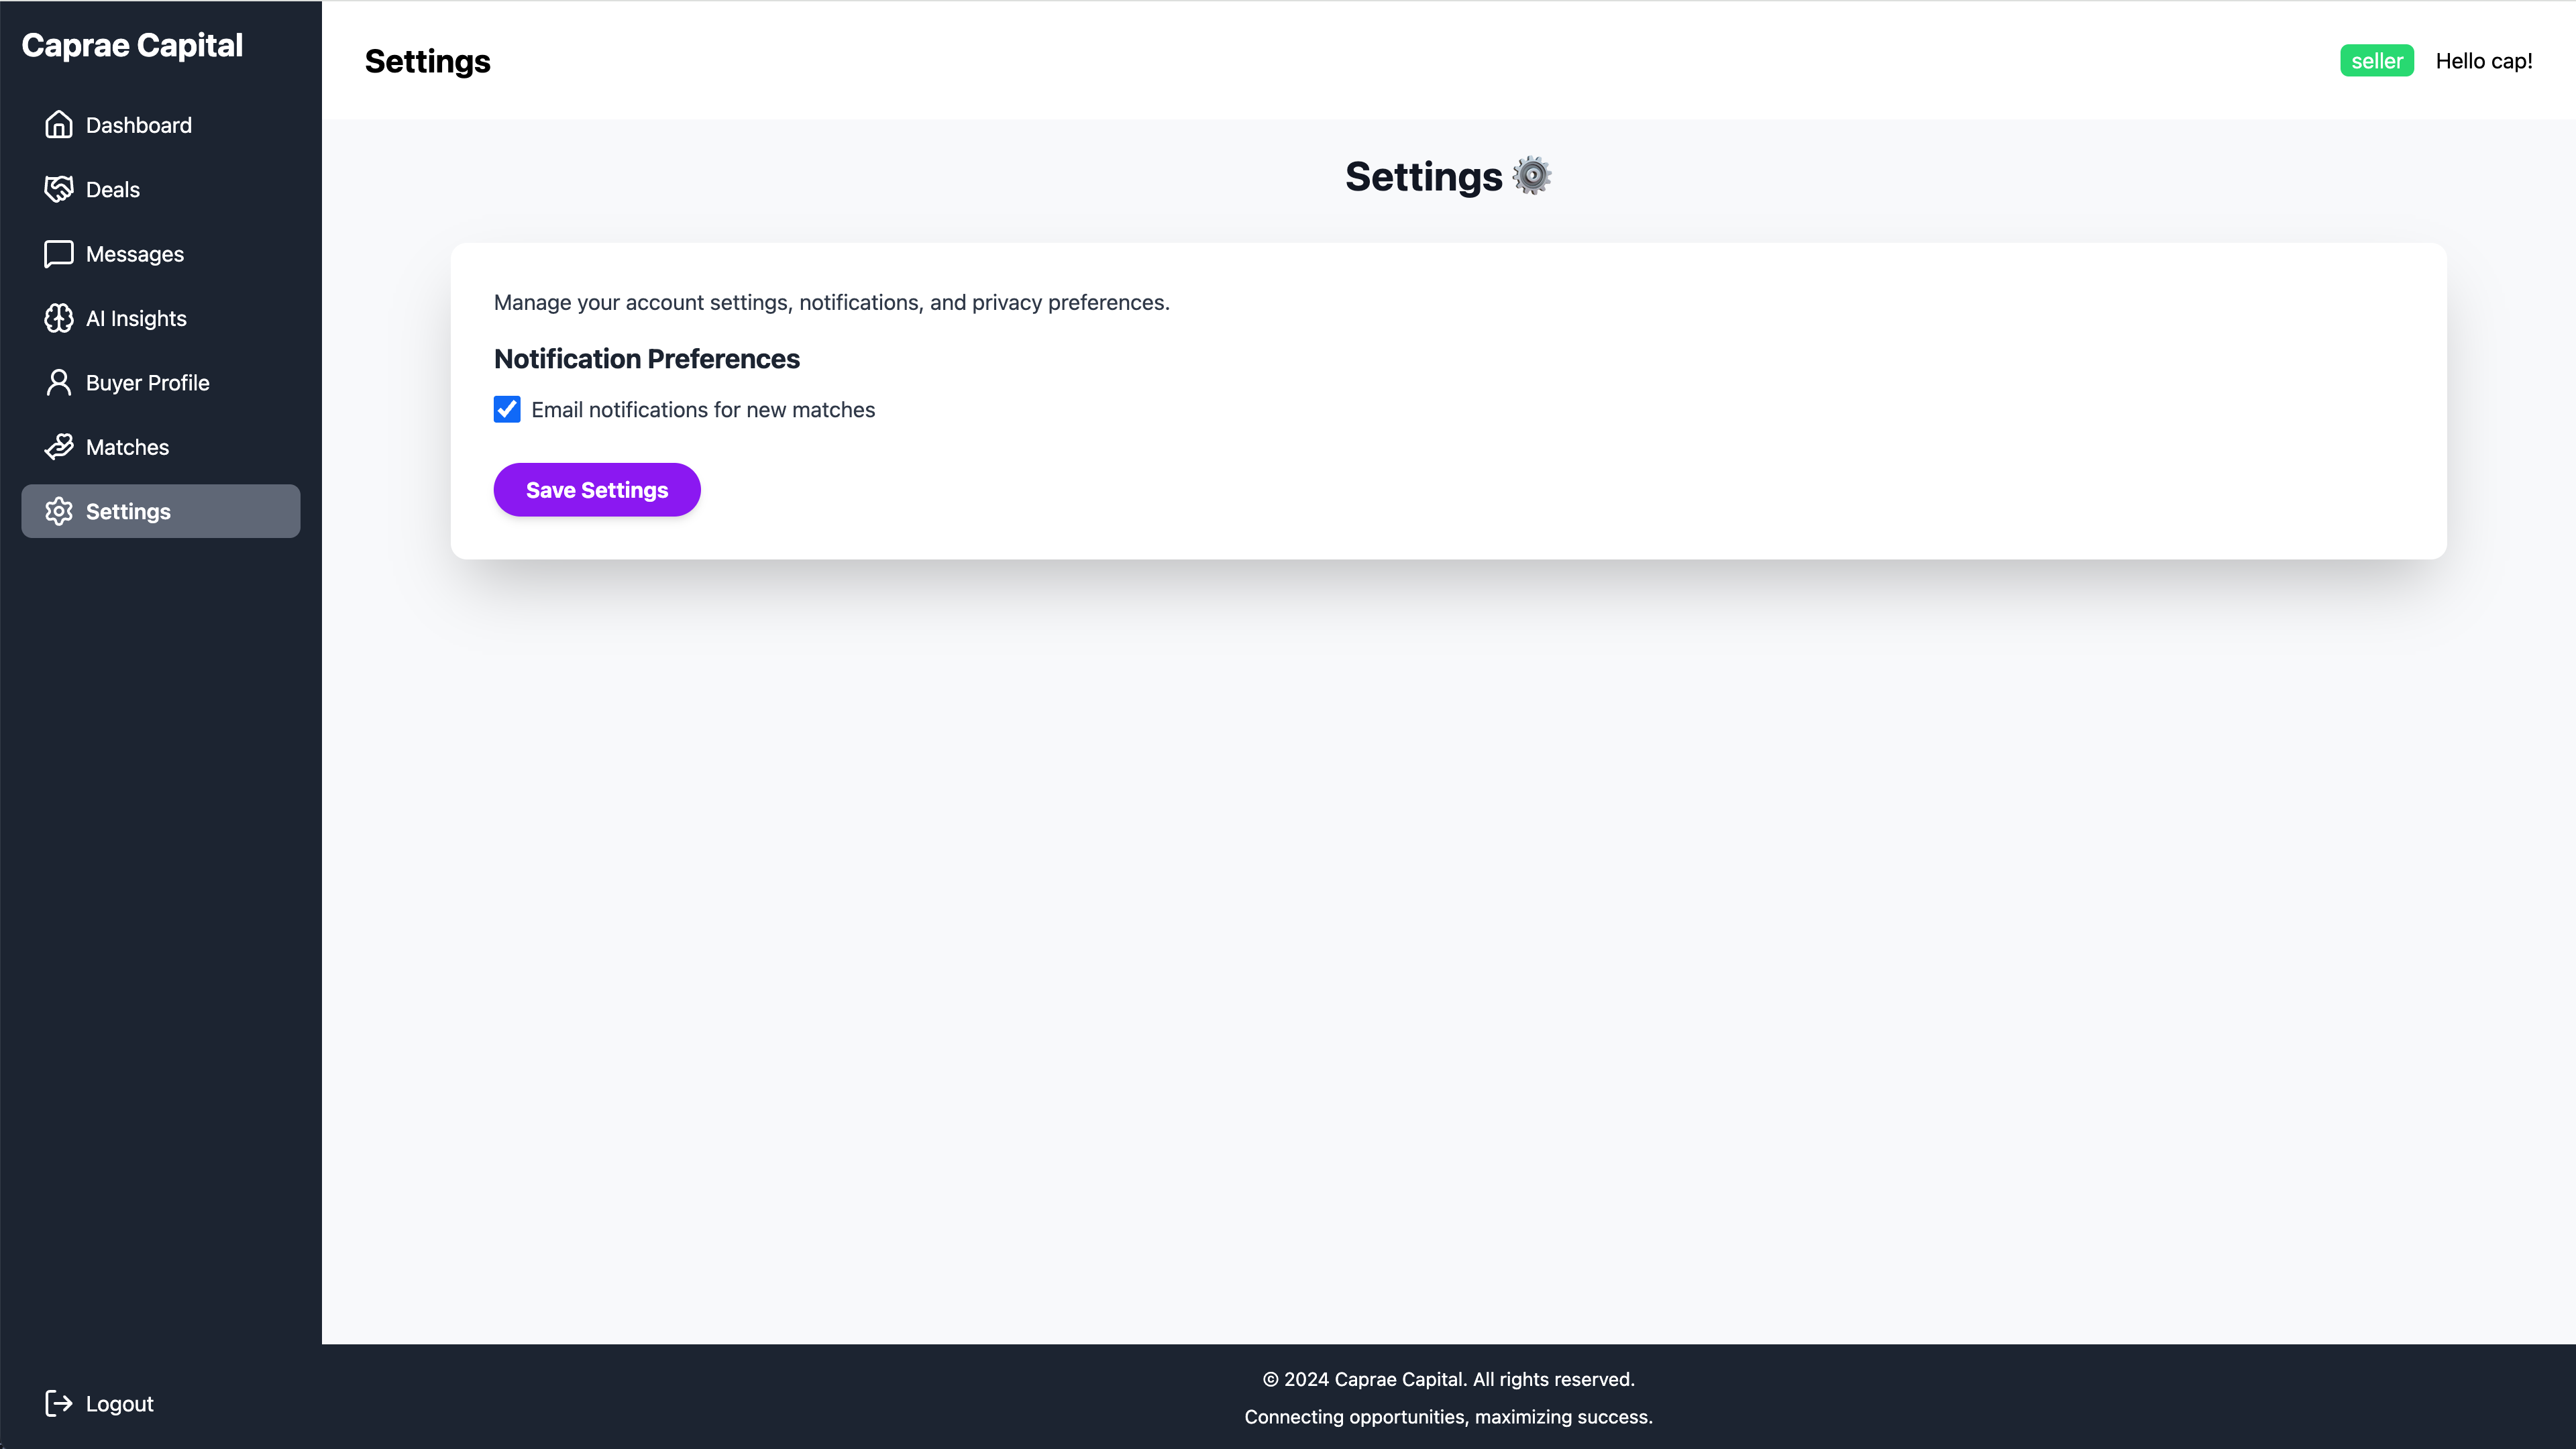 Caprae Capital
Dashboard
Deals
Messages
AI Insights
Buyer Profile
Matches
Settings
Logout
Settings
seller
Hello cap!
Settings
Manage your account settings, notifications, and privacy preferences.
Notification Preferences
Email notifications for new matches
Save Settings
© 2024 Caprae Capital. All rights reserved.
Connecting opportunities, maximizing success.